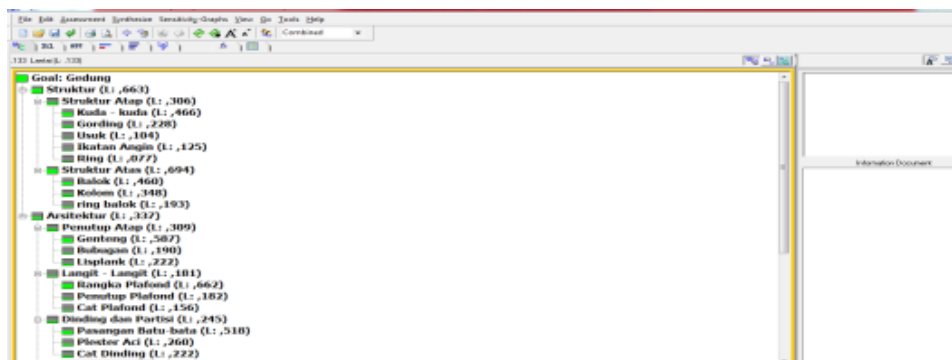 File Edit Assessment Synthesize Sensitivity-Graphs View Go Tools Help
Combined
Goal: Gedung
Struktur (L: ,663)
Struktur Atap (L: ,306)
Kuda - kuda (L: ,466)
Gording (L: ,228)
Usuk (L: ,104)
Ikatan Angin (L: ,125)
Ring (L: ,077)
Struktur Atas (L: ,694)
Balok (L: ,460)
Kolom (L: ,348)
ring balok (L: ,193)
Arsitektur (L: ,337)
Penutup Atap (L: ,309)
Genteng (L: ,587)
Bubugan (L: ,190)
Lisplank (L: ,222)
Langit - Langit (L: ,181)
Rangka Plafond (L: ,662)
Penutup Plafond (L: ,182)
Cat Plafond (L: ,156)
Dinding dan Partisi (L: ,245)
Pasangan Batu-bata (L: ,518)
Plester Aci (L: ,260)
Cat Dinding (L: ,222)
Information Document